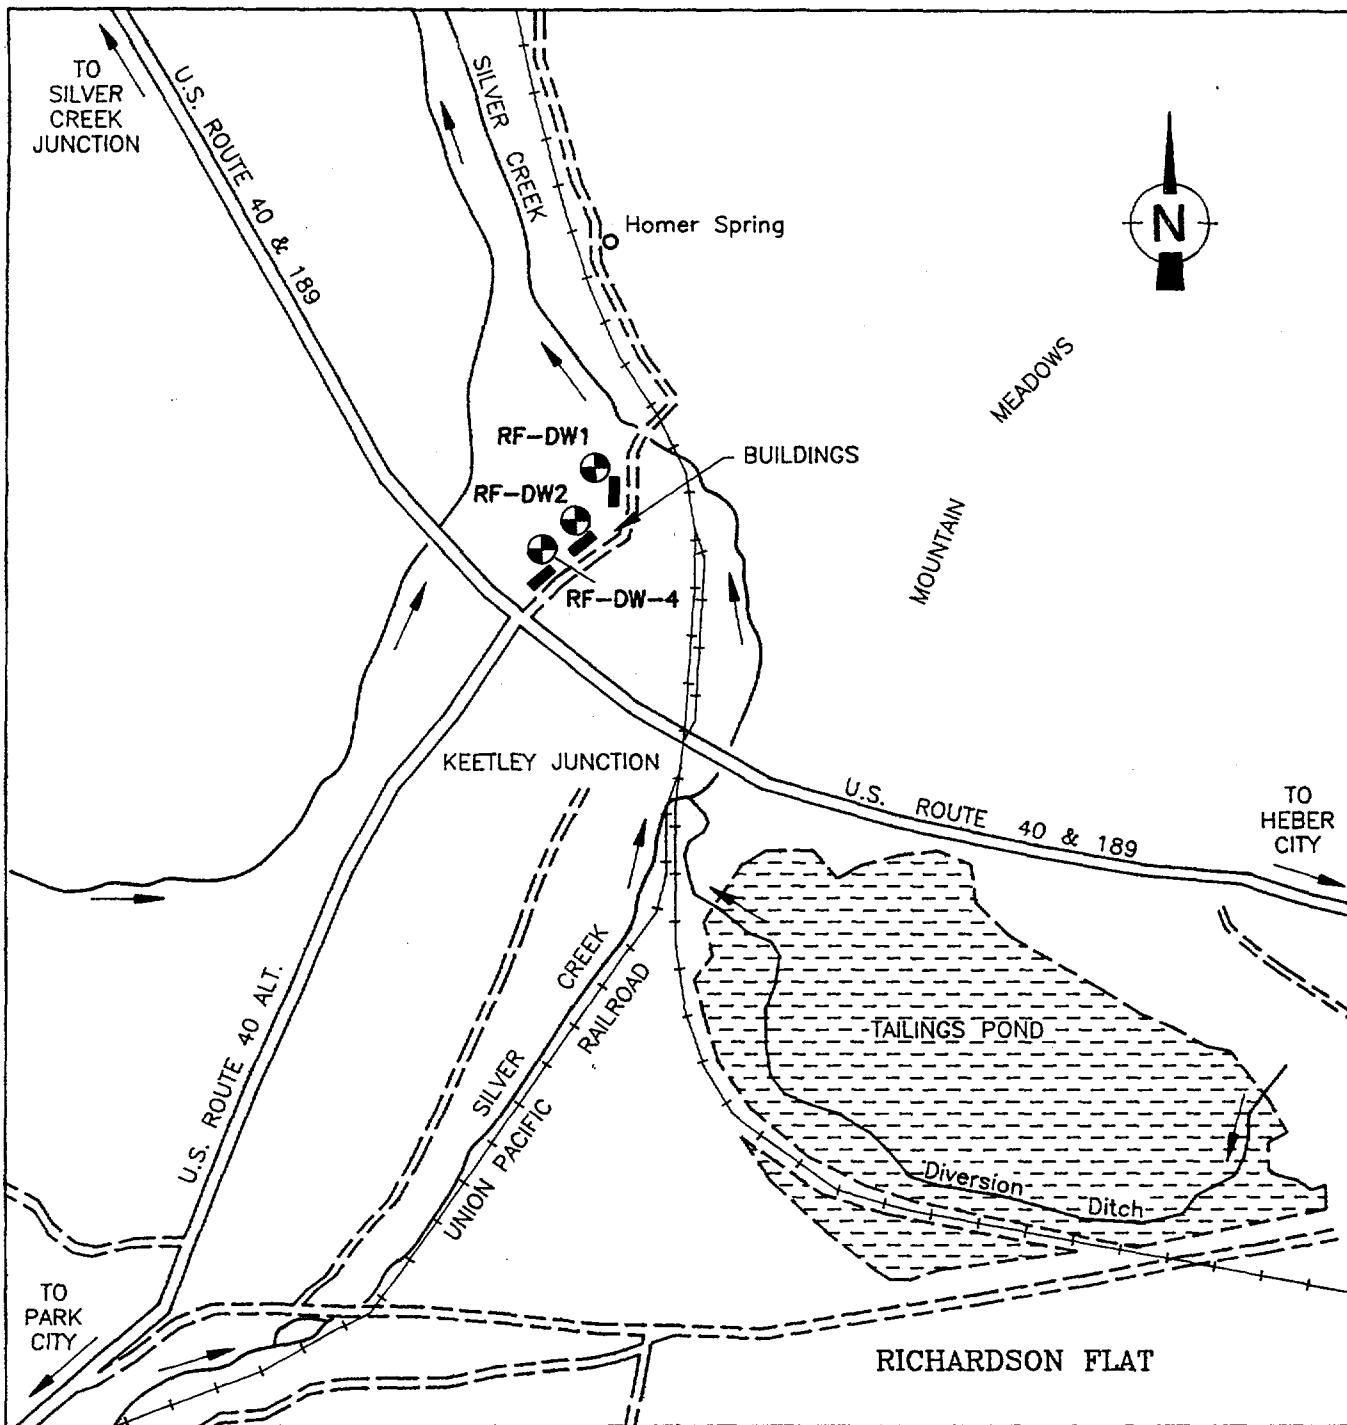 TO
SILVER
CREEK
JUNCTION
U.S. ROUTE 40 & 189
SILVER CREEK
Homer Spring
N
MEADOWS
MOUNTAIN
RF-DW1
BUILDINGS
RF-DW2
RF-DW-4
KEETLEY JUNCTION
U.S. ROUTE 40 & 189
TO
HEBER
CITY
SILVER CREEK
UNION PACIFIC RAILROAD
U.S. ROUTE 40 ALT.
TAILINGS POND
Diversion Ditch
TO
PARK
CITY
RICHARDSON FLAT